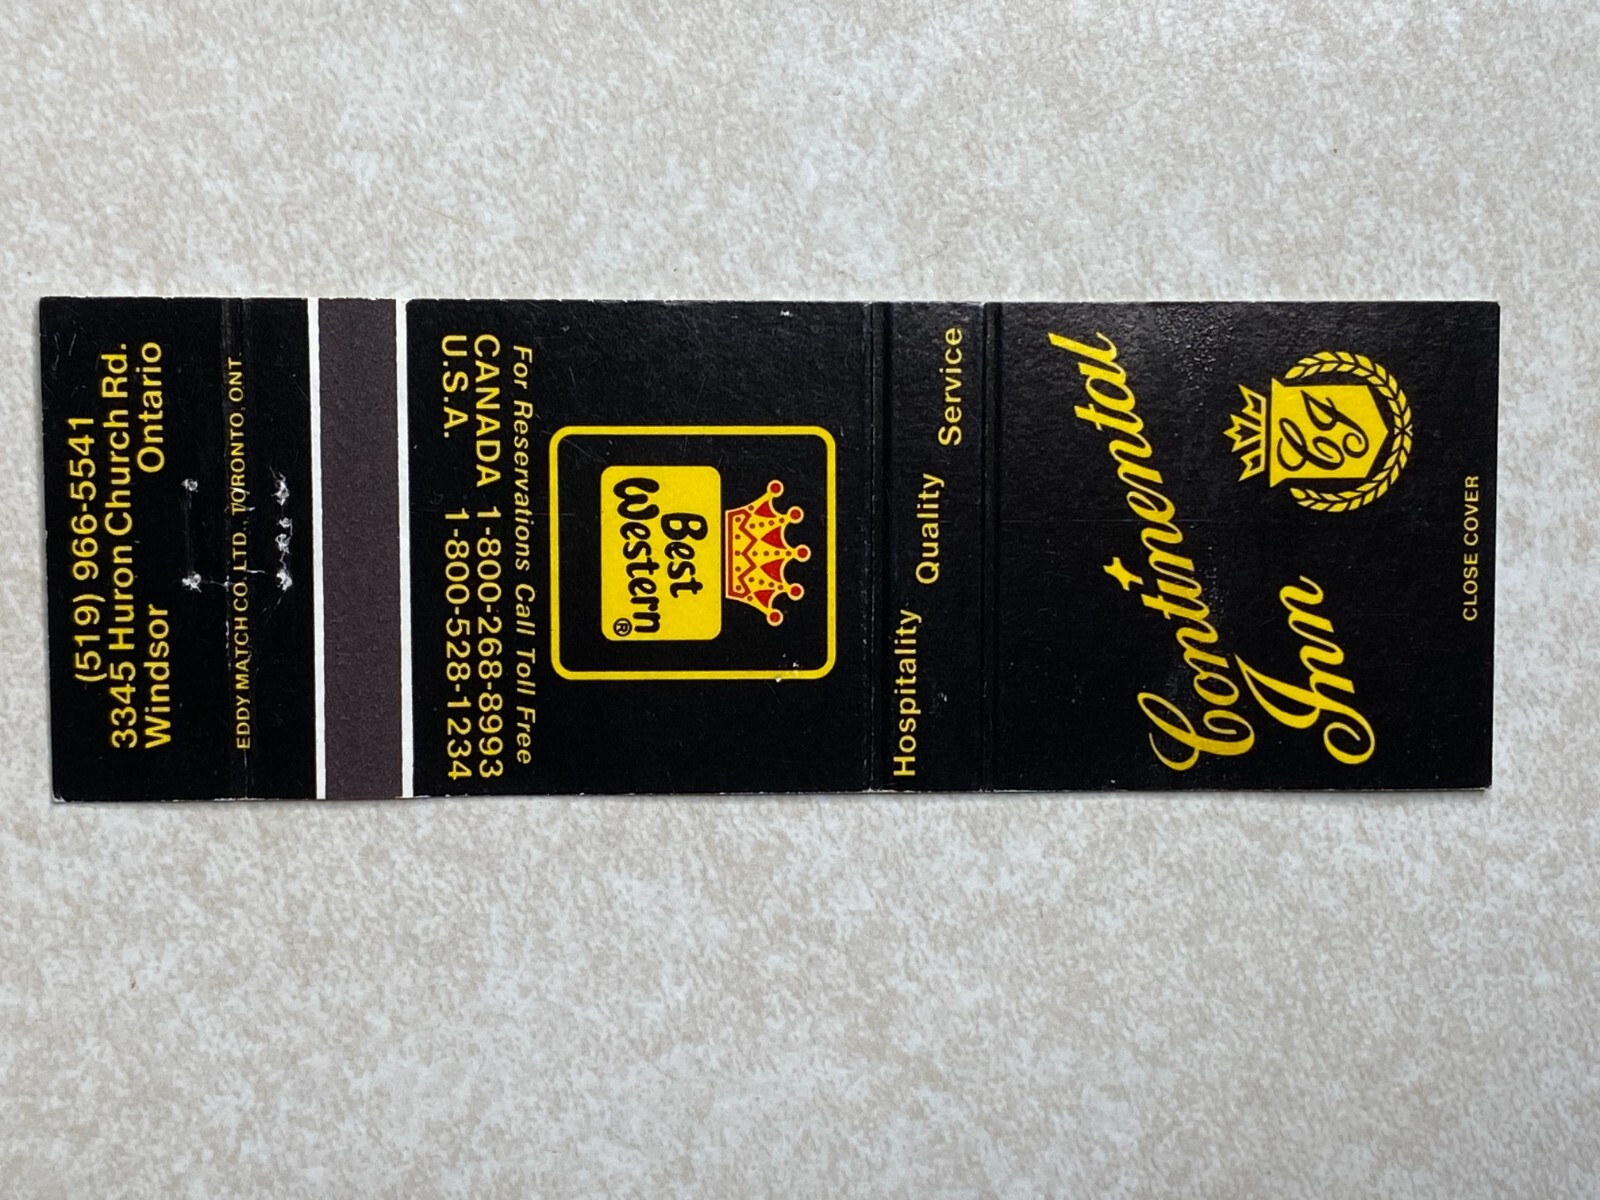 Continental
Inn
CLOSE COVER
Hospitality Quality Service
Best
Western®
For Reservations Call Toll Free
CANADA 1-800-268-8993
U.S.A. 1-800-528-1234
(519) 966-5541
3345 Huron Church Rd.
Windsor Ontario
EDDY MATCH CO. LTD., TORONTO, ONT